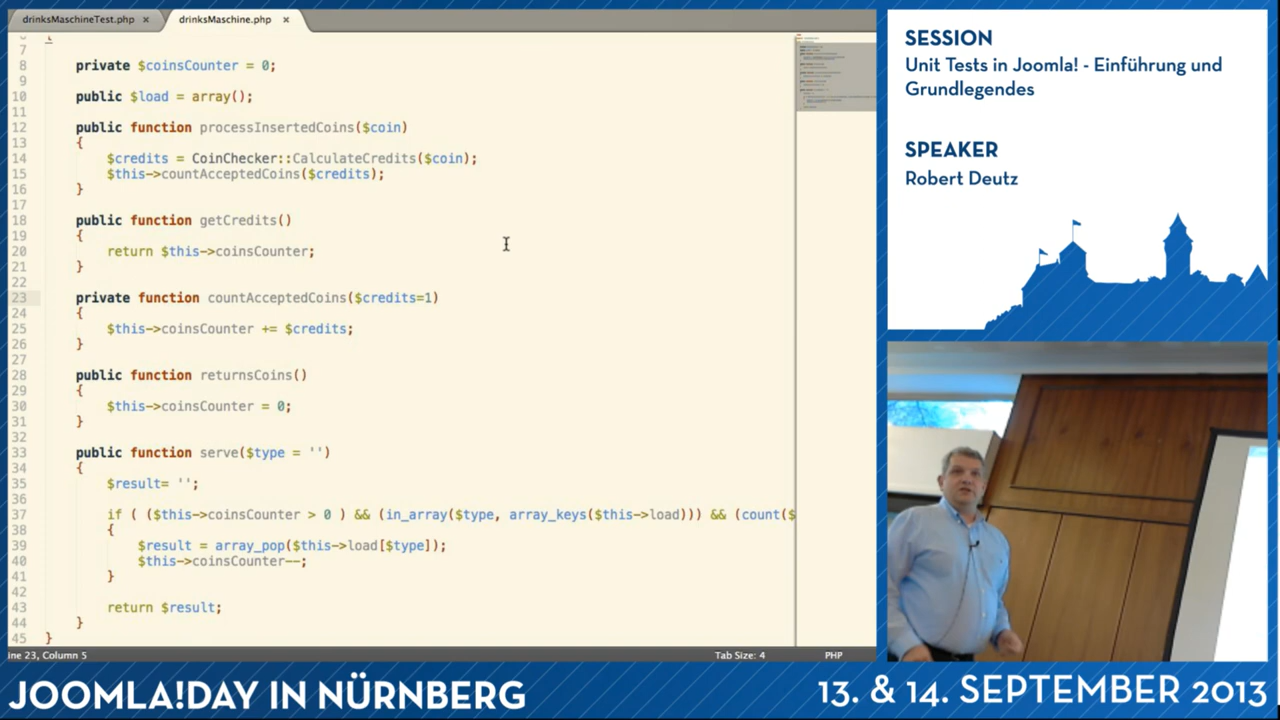 drinksMaschineTest.php × drinksMaschine.php ×
7
8 private $coinsCounter = 0;
9
10 public $load = array();
11
12 public function processInsertedCoins($coin)
13 {
14 $credits = CoinChecker::CalculateCredits($coin);
15 $this->countAcceptedCoins($credits);
16 }
17
18 public function getCredits()
19 {
20 return $this->coinsCounter;
21 }
22
23 private function countAcceptedCoins($credits=1)
24 {
25 $this->coinsCounter += $credits;
26 }
27
28 public function returnsCoins()
29 {
30 $this->coinsCounter = 0;
31 }
32
33 public function serve($type = '')
34 {
35 $result= '';
36
37 if ( ($this->coinsCounter > 0 ) && (in_array($type, array_keys($this->load))) && (count($
38 {
39 $result = array_pop($this->load[$type]);
40 $this->coinsCounter--;
41 }
42
43 return $result;
44 }
45 }
ine 23, Column 5 Tab Size: 4 PHP
SESSION
Unit Tests in Joomla! - Einführung und
Grundlegendes
SPEAKER
Robert Deutz
JOOMLA!DAY IN NÜRNBERG
13. & 14. SEPTEMBER 2013